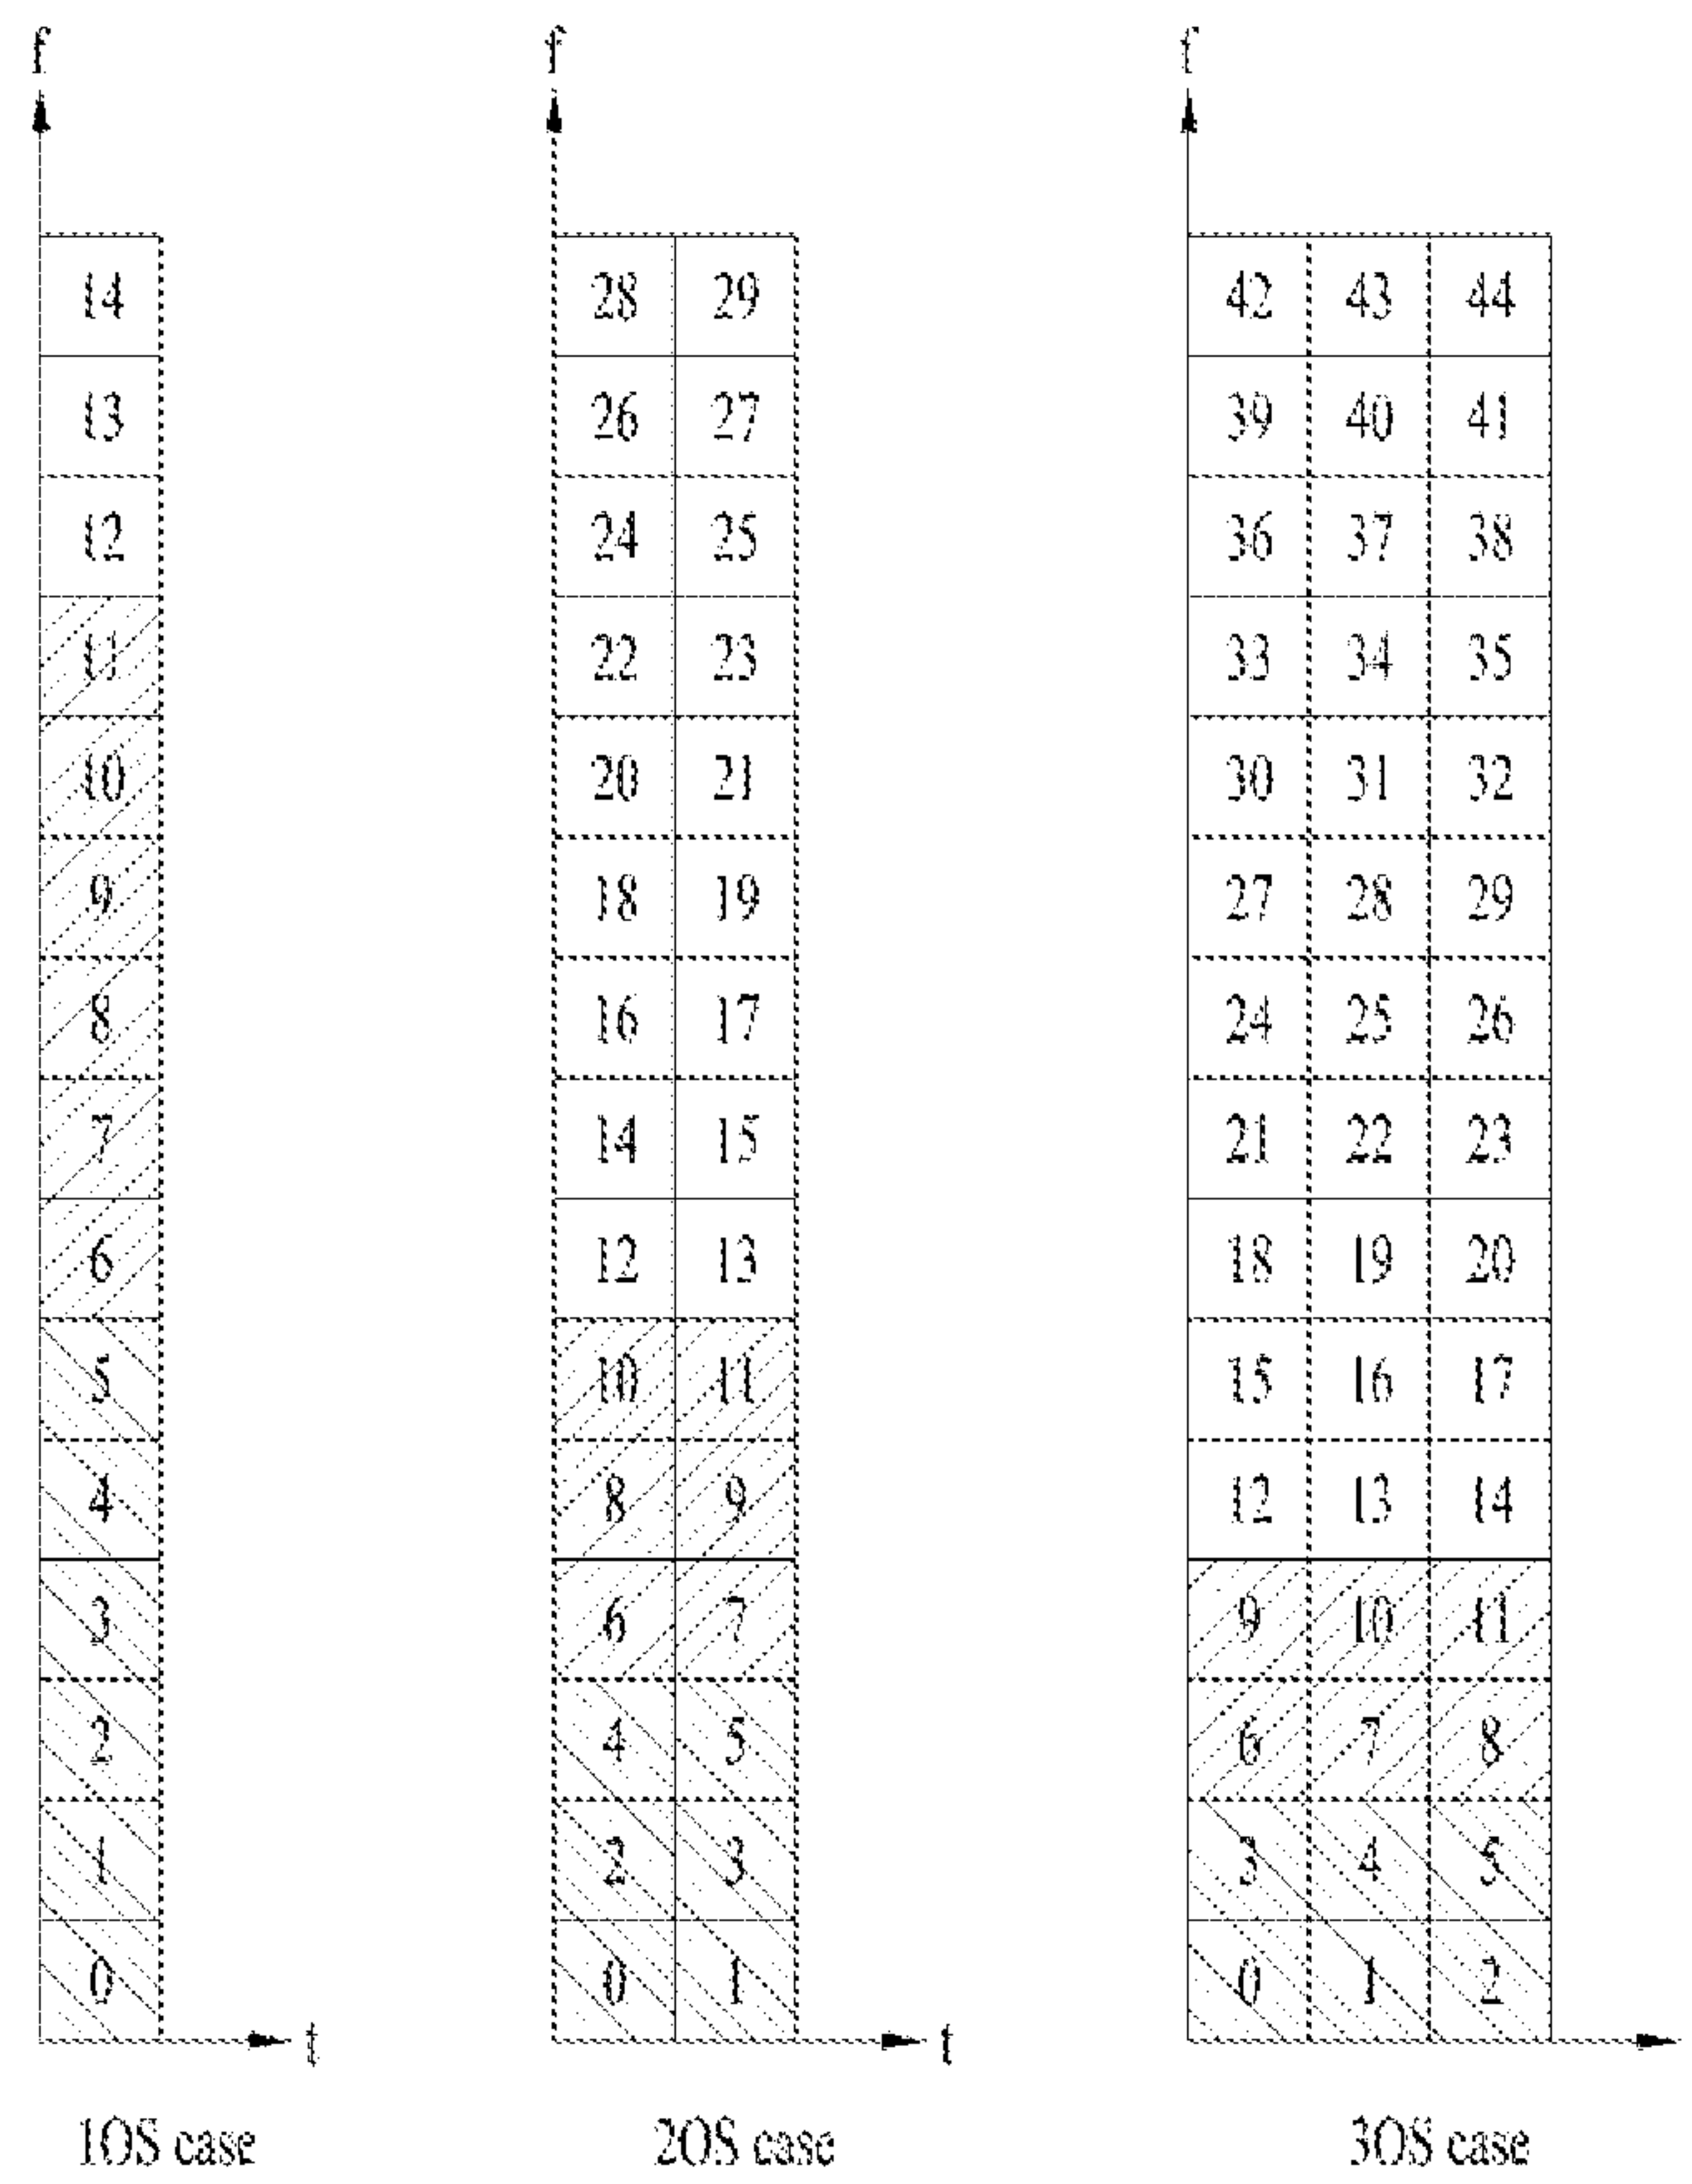 f f f
14 28 29 42 43 44
13 26 27 39 40 41
12 24 25 36 37 38
11 22 23 33 34 35
10 20 21 30 31 32
9 18 19 27 28 29
8 16 17 24 25 26
7 14 15 21 22 23
6 12 13 18 19 20
5 10 11 15 16 17
4 8 9 12 13 14
3 6 7 9 10 11
2 4 5 6 7 8
1 2 3 3 4 5
0 0 1 0 1 2
t t
1OS case 2OS case 3OS case